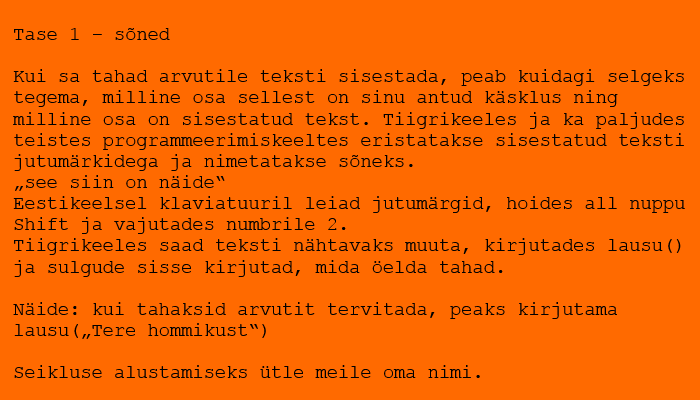 Tase 1 – sõned
Kui sa tahad arvutile teksti sisestada, peab kuidagi selgeks
tegema, milline osa sellest on sinu antud käsklus ning
milline osa on sisestatud tekst. Tiigrikeeles ja ka paljudes
teistes programmeerimiskeeltes eristatakse sisestatud teksti
jutumärkidega ja nimetatakse sõneks.
„see siin on näide“
Eestikeelsel klaviatuuril leiad jutumärgid, hoides all nuppu
Shift ja vajutades numbrile 2.
Tiigrikeeles saad teksti nähtavaks muuta, kirjutades lausu()
ja sulgude sisse kirjutad, mida öelda tahad.
Näide: kui tahaksid arvutit tervitada, peaks kirjutama
lausu(„Tere hommikust“)
Seikluse alustamiseks ütle meile oma nimi.